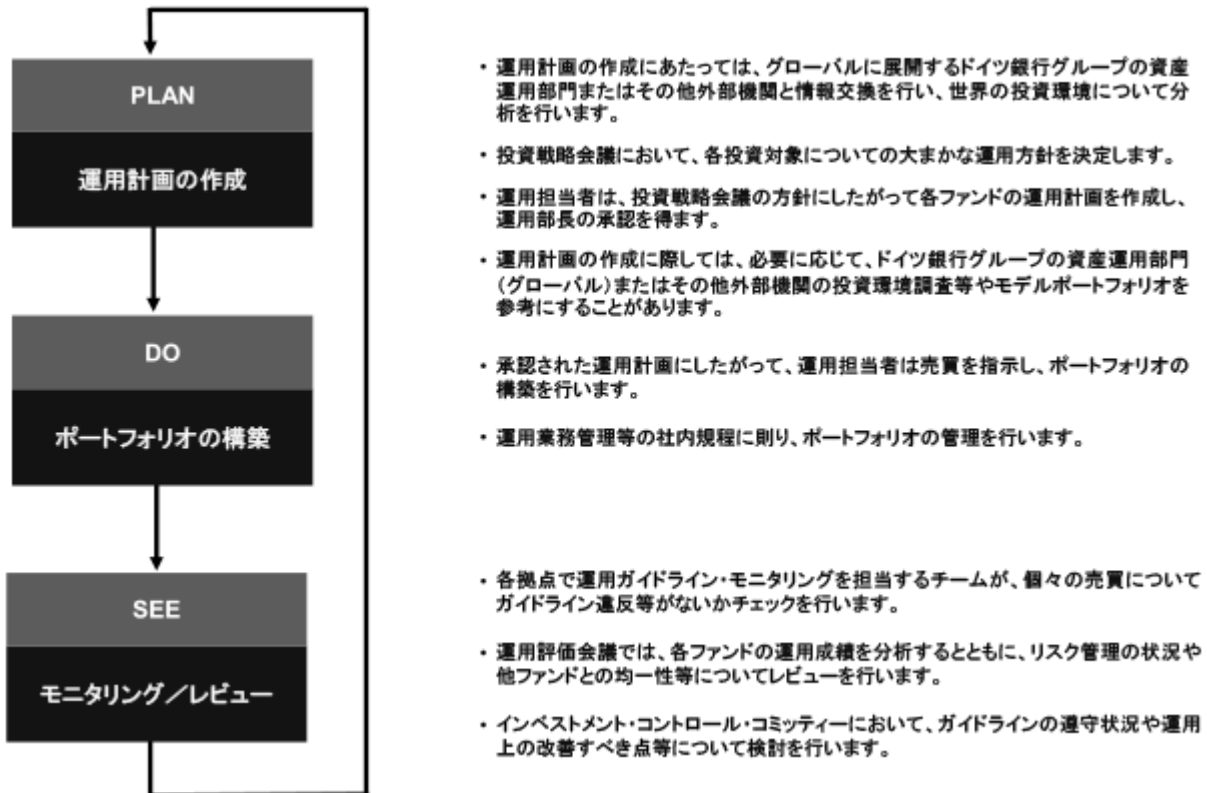 PLAN
運用計画の作成
・ 運用計画の作成にあたっては、グローバルに展開するドイツ銀行グループの資産
運用部門またはその他外部機関と情報交換を行い、世界の投資環境について分
析を行います。
・ 投資戦略会議において、各投資対象についての大まかな運用方針を決定します。
・ 運用担当者は、投資戦略会議の方針にしたがって各ファンドの運用計画を作成し、
運用部長の承認を得ます。
・ 運用計画の作成に際しては、必要に応じて、ドイツ銀行グループの資産運用部門
（グローバル）またはその他外部機関の投資環境調査等やモデルポートフォリオを
参考にすることがあります。
DO
ポートフォリオの構築
・ 承認された運用計画にしたがって、運用担当者は売買を指示し、ポートフォリオの
構築を行います。
・ 運用業務管理等の社内規程に則り、ポートフォリオの管理を行います。
SEE
モニタリング／レビュー
・ 各拠点で運用ガイドライン・モニタリングを担当するチームが、個々の売買について
ガイドライン違反等がないかチェックを行います。
・ 運用評価会議では、各ファンドの運用成績を分析するとともに、リスク管理の状況や
他ファンドとの均一性等についてレビューを行います。
・ インベストメント・コントロール・コミッティーにおいて、ガイドラインの遵守状況や運用
上の改善すべき点等について検討を行います。